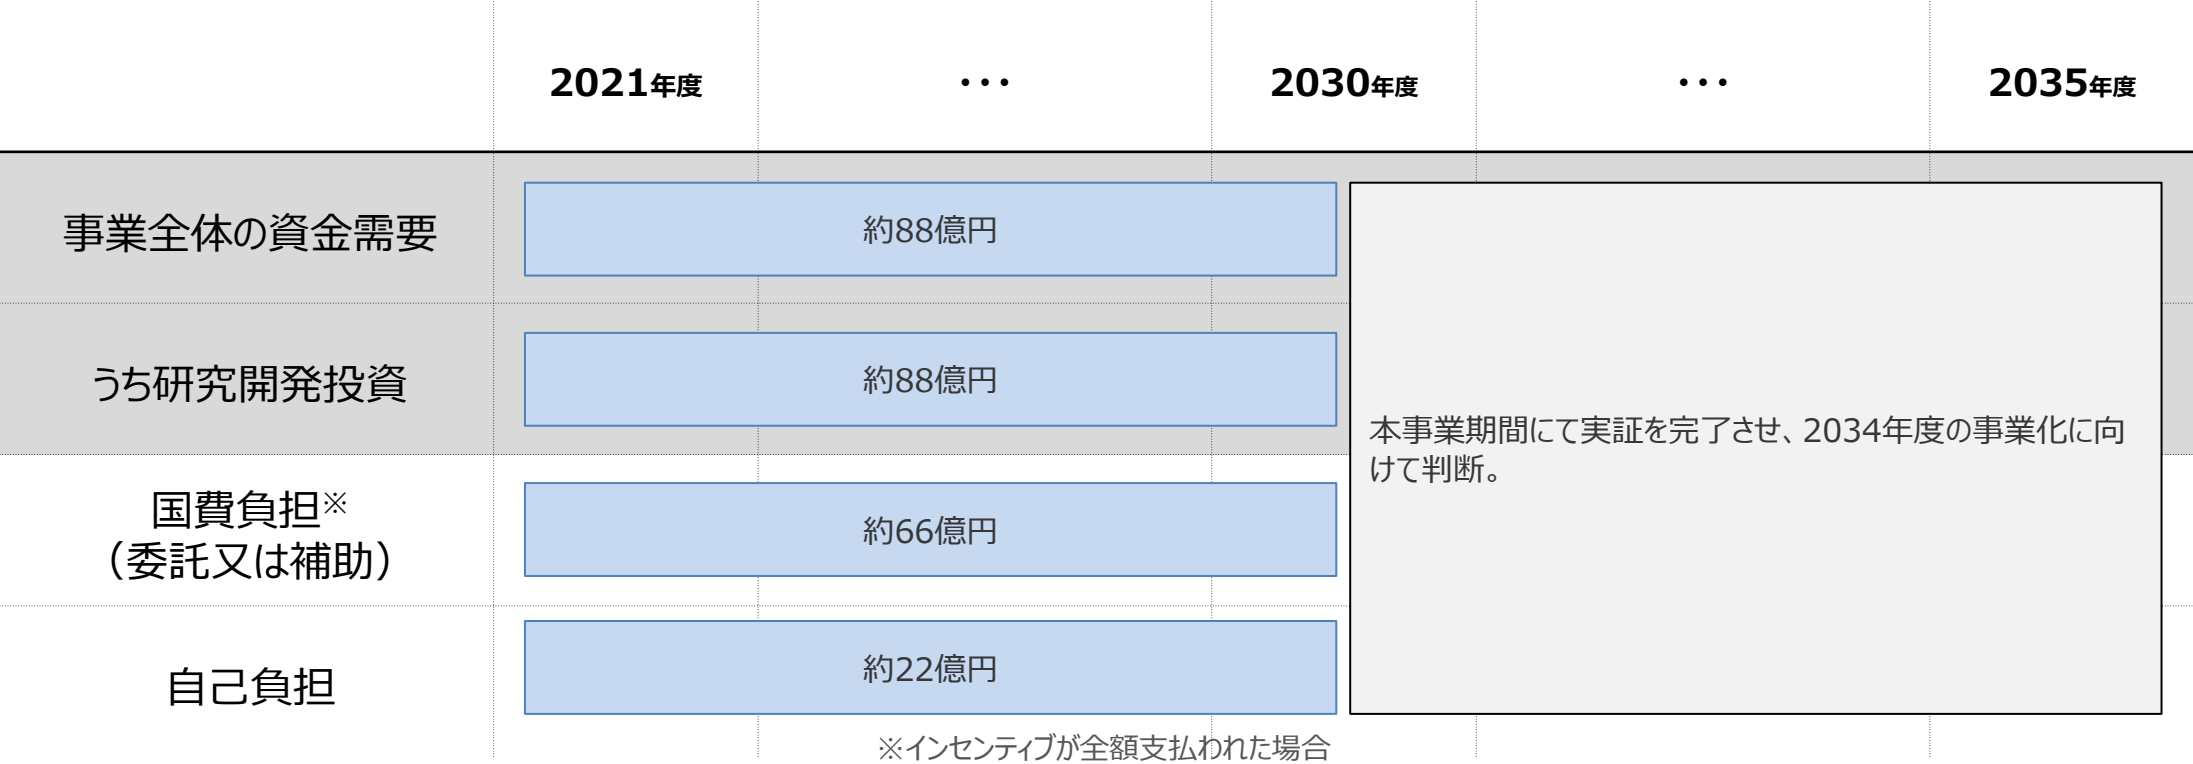 2021年度 ・・・ 2030年度 ・・・ 2035年度
事業全体の資金需要
約88億円
うち研究開発投資
約88億円
国費負担※
（委託又は補助）
約66億円
自己負担
約22億円
本事業期間にて実証を完了させ、2034年度の事業化に向
けて判断。
※インセンティブが全額支払われた場合